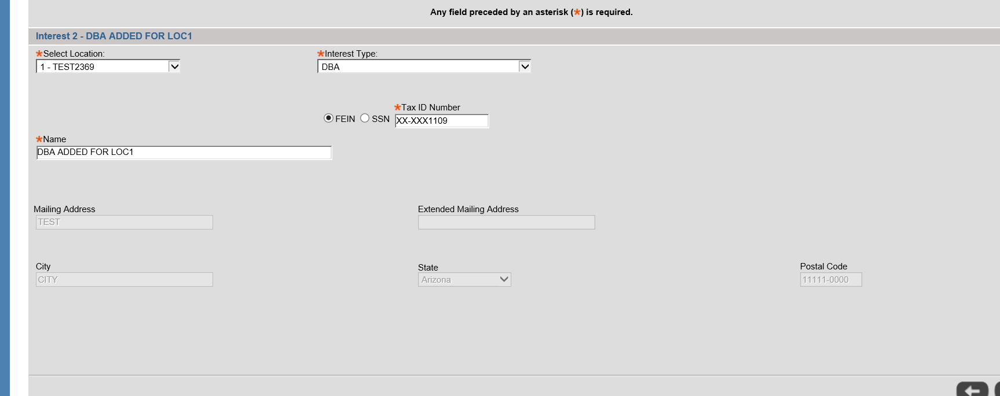 Any field preceded by an asterisk (*) is required.
Interest 2 - DBA ADDED FOR LOC1
*Select Location:
*Interest Type:
1 - TEST2369
DBA
*Tax ID Number
FEIN
SSN
XX-XXX1109
*Name
DBA ADDED FOR LOC1
Mailing Address
Extended Mailing Address
TEST
City
State
Postal Code
CITY
Arizona
11111-0000